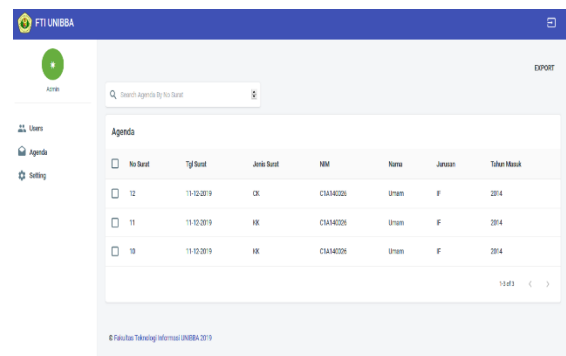 FTI UNIBBA
Admin
EXPORT
Search Agenda By No Surat
Users
Agenda
Setting
Agenda
No Surat Tgl Surat Jenis Surat NIM Nama Jurusan Tahun Masuk
12 11-12-2019 CK C1A140026 Umam IF 2014
11 11-12-2019 KK C1A140026 Umam IF 2014
10 11-12-2019 KK C1A140026 Umam IF 2014
1-3 of 3
© Fakultas Teknologi Informasi UNIBBA 2019